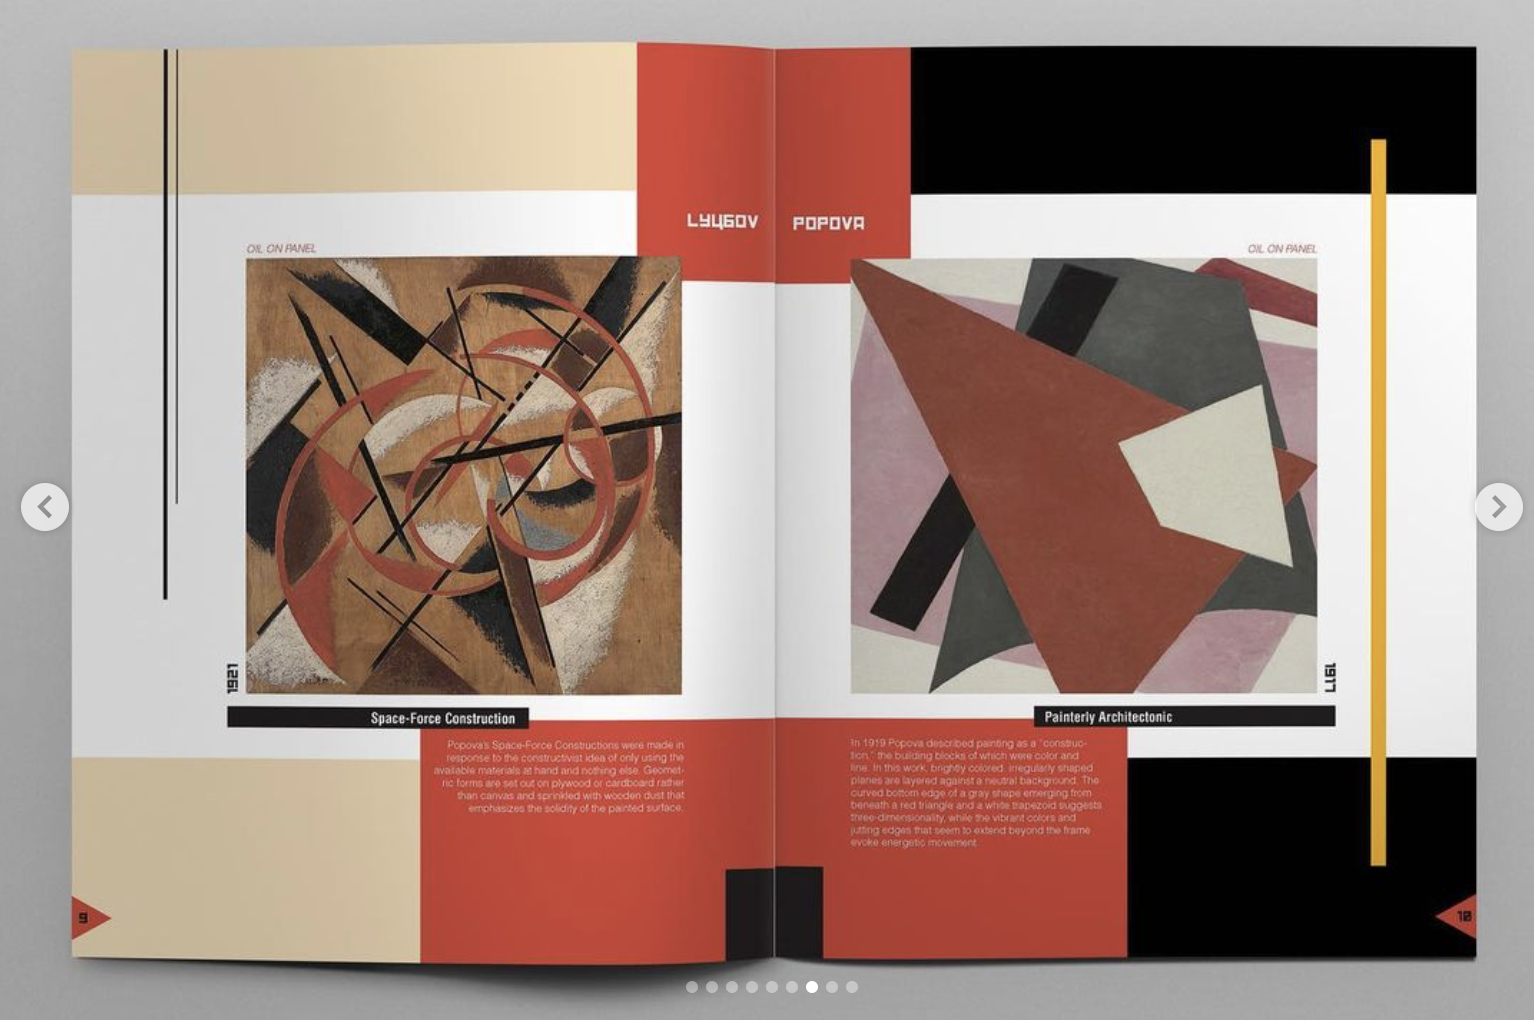 LYUBOV POPOVA
OIL ON PANEL
1921
Space-Force Construction
Popova's Space-Force Constructions were made in
response to the constructivist idea of only using the
available materials at hand and nothing else. Geomet-
ric forms are set out on plywood or cardboard rather
than canvas and sprinkled with wooden dust that
emphasizes the solidity of the painted surface.
9
OIL ON PANEL
1917
Painterly Architectonic
In 1919 Popova described painting as a "construc-
tion," the building blocks of which were color and
line. In this work, brightly colored, irregularly shaped
planes are layered against a neutral background. The
curved bottom edge of a gray shape emerging from
beneath a red triangle and a white trapezoid suggests
three-dimensionality, while the vibrant colors and
jutting edges that seem to extend beyond the frame
evoke energetic movement.
10